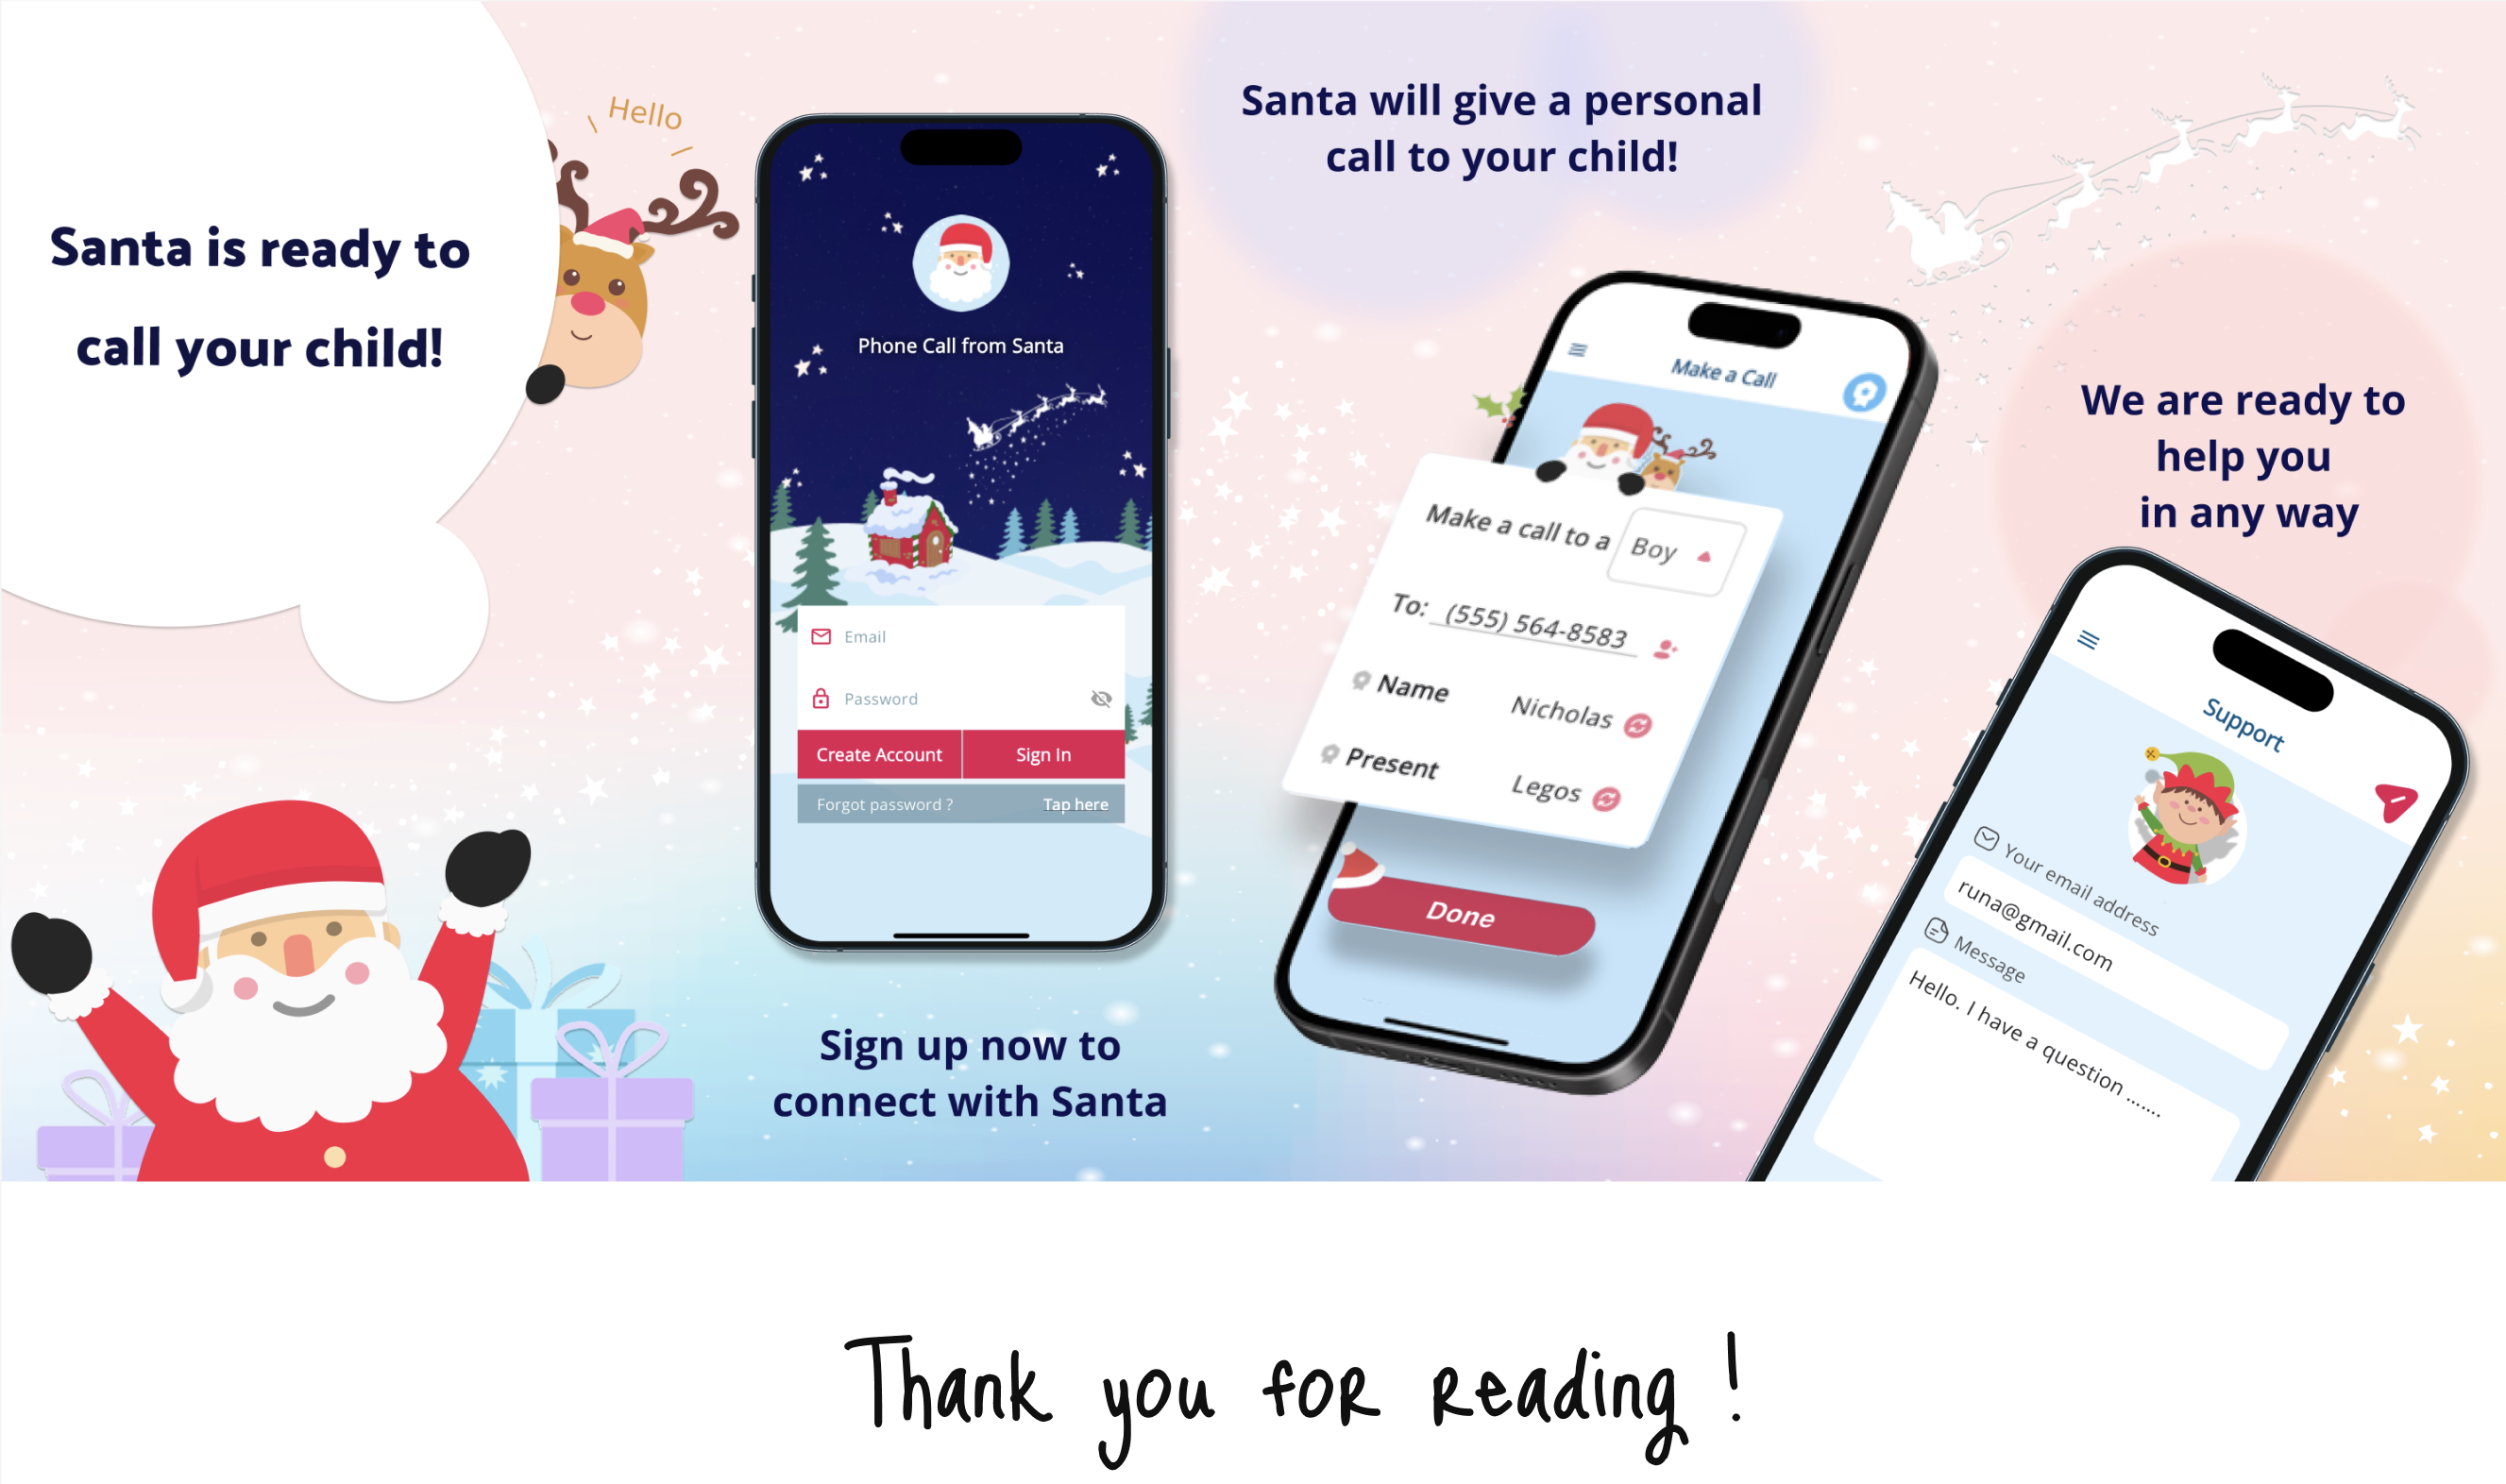 Santa is ready to
call your child!
Hello
Phone Call from Santa
Email
Password
Create Account
Sign In
Forgot password ?
Tap here
Sign up now to
connect with Santa
Santa will give a personal
call to your child!
Make a Call
Make a call to a Boy
To: (555) 564-8583
Name Nicholas
Present Legos
Done
We are ready to
help you
in any way
Support
Your email address
runa@gmail.com
Message
Hello. I have a question .......
Thank you for reading !